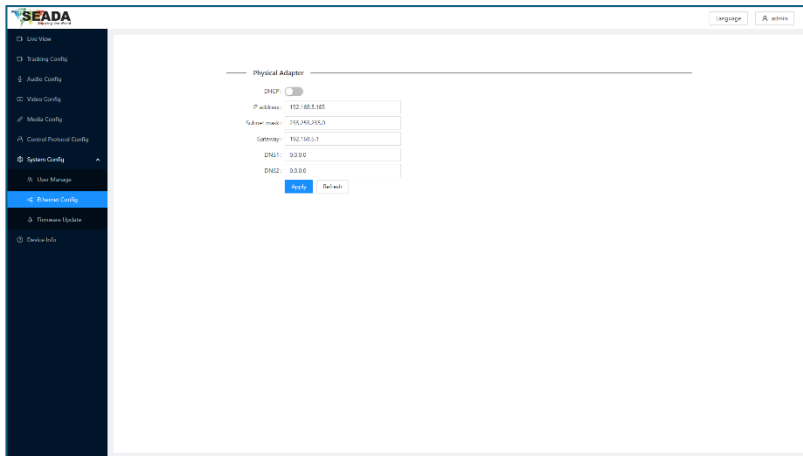 SEADA
Language
admin
Live View
Tracking Config
Audio Config
Video Config
Media Config
Control Protocol Config
System Config
User Manage
Ethernet Config
Firmware Update
Device Info
Physical Adapter
DHCP:
IP address: 192.168.5.163
Subnet mask: 255.255.255.0
Gateway: 192.168.5.1
DNS1: 0.0.0.0
DNS2: 0.0.0.0
Apply Refresh